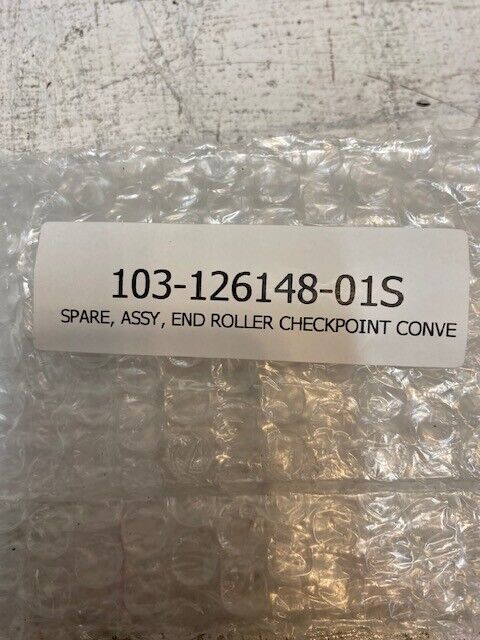 103-126148-01S
SPARE, ASSY, END ROLLER CHECKPOINT CONVE